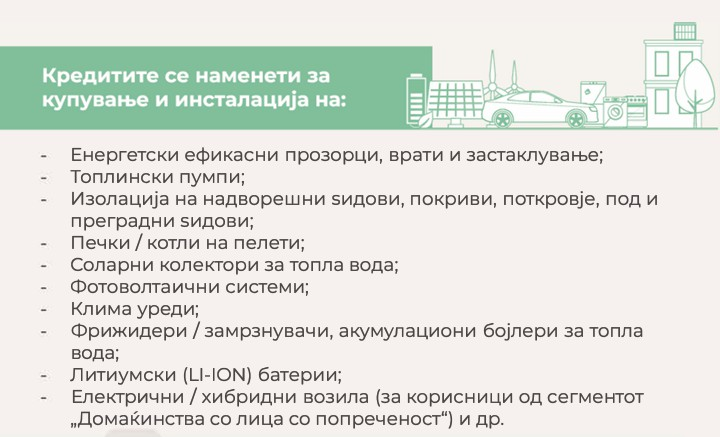 Кредитите се наменети за
купување и инсталација на:
- Енергетски ефикасни прозорци, врати и застаклување;
- Топлински пумпи;
- Изолација на надворешни ѕидови, покриви, поткровје, под и
преградни ѕидови;
- Печки / котли на пелети;
- Соларни колектори за топла вода;
- Фотоволтаични системи;
- Клима уреди;
- Фрижидери / замрзнувачи, акумулациони бојлери за топла
вода;
- Литиумски (LI-ION) батерии;
- Електрични / хибридни возила (за корисници од сегментот
„Домаќинства со лица со попреченост“) и др.